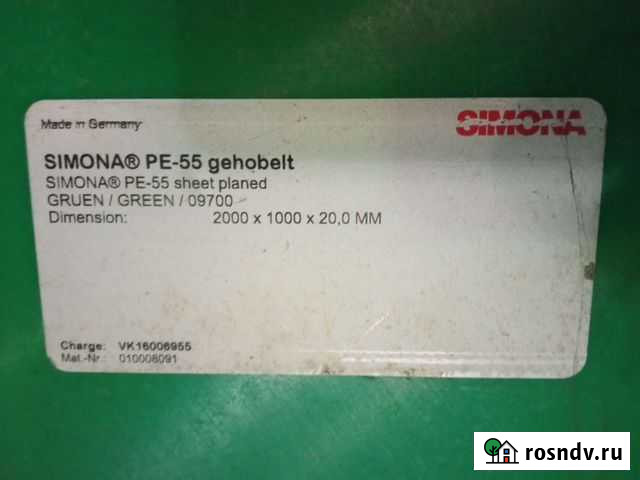 Made in Germany
SIMONA
SIMONA® PE-55 gehobelt
SIMONA® PE-55 sheet planed
GRUEN / GREEN / 09700
Dimension: 2000 x 1000 x 20,0 MM
Charge: VK16006955
Mat.-Nr.: 010008091
rosndv.ru